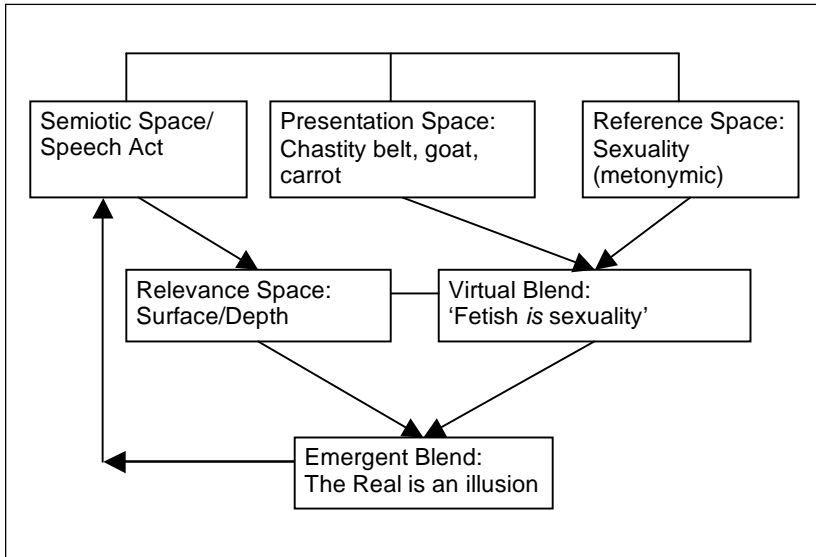 Semiotic Space/
Speech Act
Presentation Space:
Chastity belt, goat,
carrot
Reference Space:
Sexuality
(metonymic)
Relevance Space:
Surface/Depth
Virtual Blend:
‘Fetish is sexuality’
Emergent Blend:
The Real is an illusion